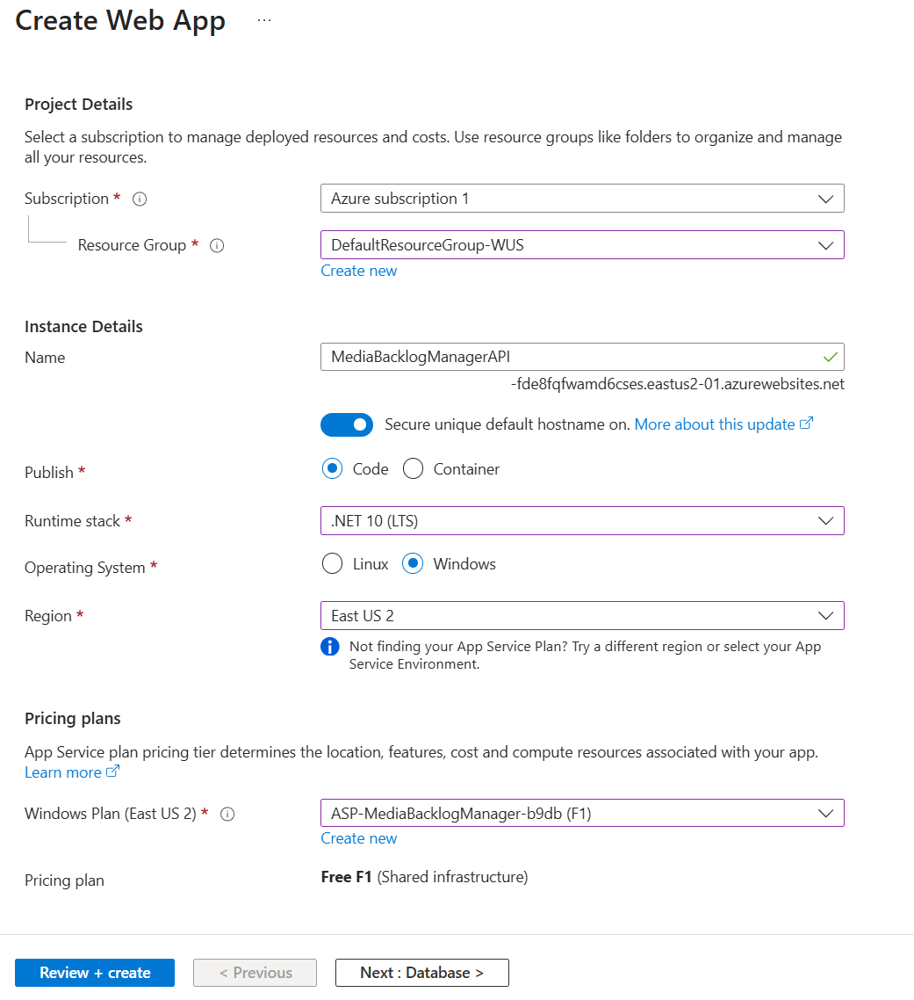 Create Web App ...
Project Details
Select a subscription to manage deployed resources and costs. Use resource groups like folders to organize and manage
all your resources.
Subscription *
Azure subscription 1
Resource Group *
DefaultResourceGroup-WUS
Create new
Instance Details
Name
MediaBacklogManagerAPI
-fde8fqfwamd6cses.eastus2-01.azurewebsites.net
Secure unique default hostname on. More about this update
Publish *
Code Container
Runtime stack *
.NET 10 (LTS)
Operating System *
Linux Windows
Region *
East US 2
Not finding your App Service Plan? Try a different region or select your App
Service Environment.
Pricing plans
App Service plan pricing tier determines the location, features, cost and compute resources associated with your app.
Learn more
Windows Plan (East US 2) *
ASP-MediaBacklogManager-b9db (F1)
Create new
Pricing plan
Free F1 (Shared infrastructure)
Review + create < Previous Next : Database >